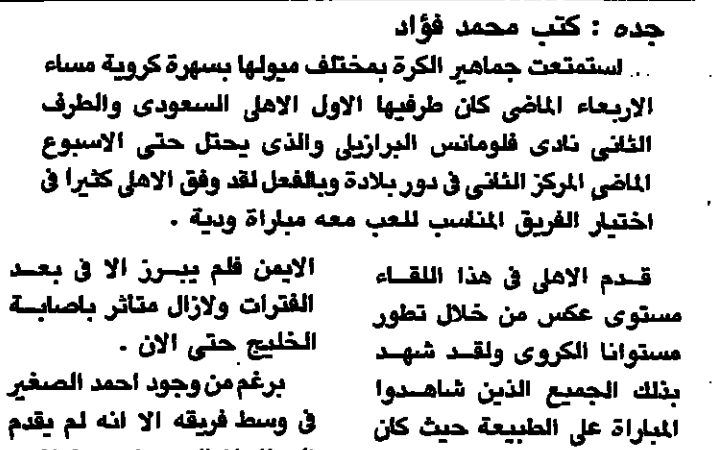 جده : كتب محمد فؤاد
.. استمتعت جماهير الكرة بمختلف ميولها بسهرة كروية مساء
الاربعاء الماضى كان طرفيها الاول الاهلى السعودى والطرف
الثانى نادى فلومانس البرازيلى والذى يحتل حتى الاسبوع
الماضى المركز الثانى فى دور بلادة وبالفعل لقد وفق الاهلى كثيرا فى
اختيار الفريق المناسب للعب معه مباراة ودية .
قدم الاهلى فى هذا اللقاء
مستوى عكس من خلال تطور
مستوانا الكروى ولقد شهد
بذلك الجميع الذين شاهدوا
المباراة على الطبيعة حيث كان
الايمن فلم يبرز الا فى بعد
الفترات ولازال متأثر باصابة
الخليج حتى الان .
برغم من وجود احمد الصغير
فى وسط فريقه الا انه لم يقدم